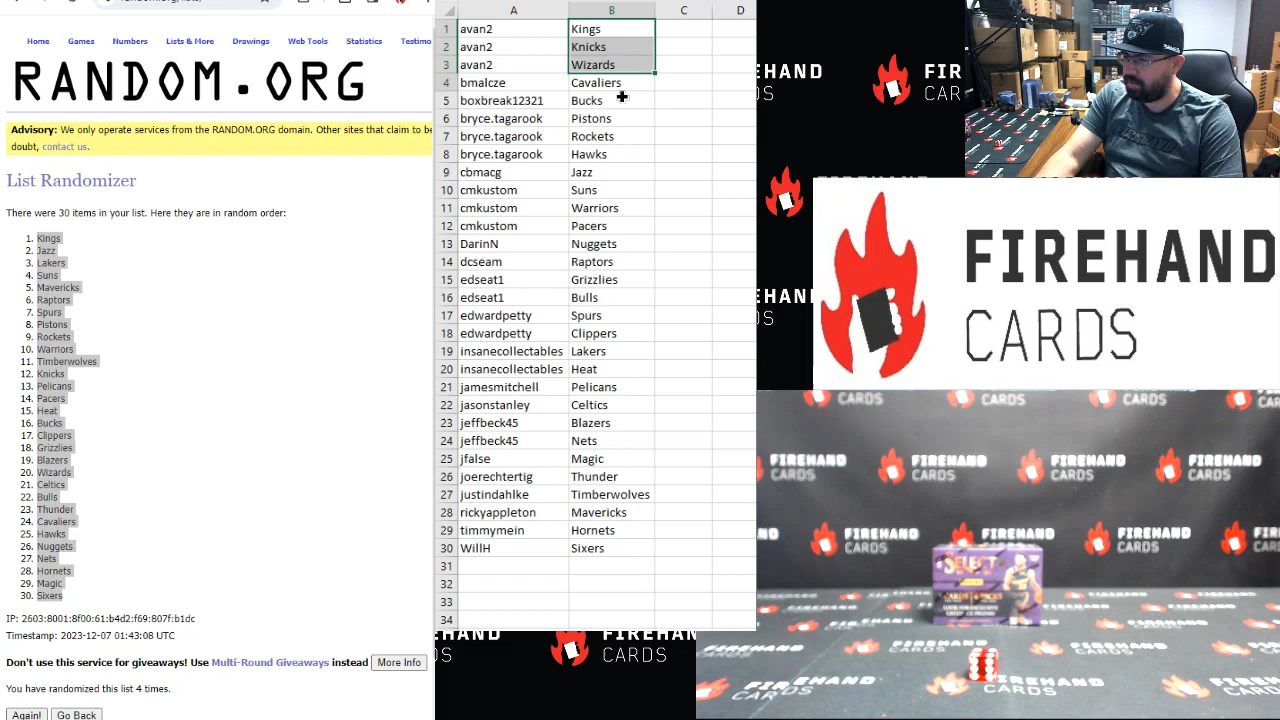 Home Games Numbers Lists & More Drawings Web Tools Statistics Testimo
RANDOM.ORG
Advisory: We only operate services from the RANDOM.ORG domain. Other sites that claim to be
doubt, contact us.
List Randomizer
There were 30 items in your list. Here they are in random order:
1. Kings
2. Jazz
3. Lakers
4. Suns
5. Mavericks
6. Raptors
7. Spurs
8. Pistons
9. Rockets
10. Warriors
11. Timberwolves
12. Knicks
13. Pelicans
14. Pacers
15. Heat
16. Bucks
17. Clippers
18. Grizzlies
19. Blazers
20. Wizards
21. Celtics
22. Bulls
23. Thunder
24. Cavaliers
25. Hawks
26. Nuggets
27. Nets
28. Hornets
29. Magic
30. Sixers
IP: 2603:8001:8f00:61:b4d2:f69:807f:b1dc
Timestamp: 2023-12-07 01:43:08 UTC
Don't use this service for giveaways! Use Multi-Round Giveaways instead More Info
You have randomized this list 4 times.
Again! Go Back
A B C D
1 avan2 Kings
2 avan2 Knicks
3 avan2 Wizards
4 bmalcze Cavaliers
5 boxbreak12321 Bucks
6 bryce.tagarook Pistons
7 bryce.tagarook Rockets
8 bryce.tagarook Hawks
9 cbmacg Jazz
10 cmkustom Suns
11 cmkustom Warriors
12 cmkustom Pacers
13 DarinN Nuggets
14 dcseam Raptors
15 edseat1 Grizzlies
16 edseat1 Bulls
17 edwardpetty Spurs
18 edwardpetty Clippers
19 insanecollectables Lakers
20 insanecollectables Heat
21 jamesmitchell Pelicans
22 jasonstanley Celtics
23 jeffbeck45 Blazers
24 jeffbeck45 Nets
25 jfalse Magic
26 joerechtertig Thunder
27 justindahlke Timberwolves
28 rickyappleton Mavericks
29 timmymein Hornets
30 WillH Sixers
31
32
33
34
FIREHAND
CARDS
SELECT